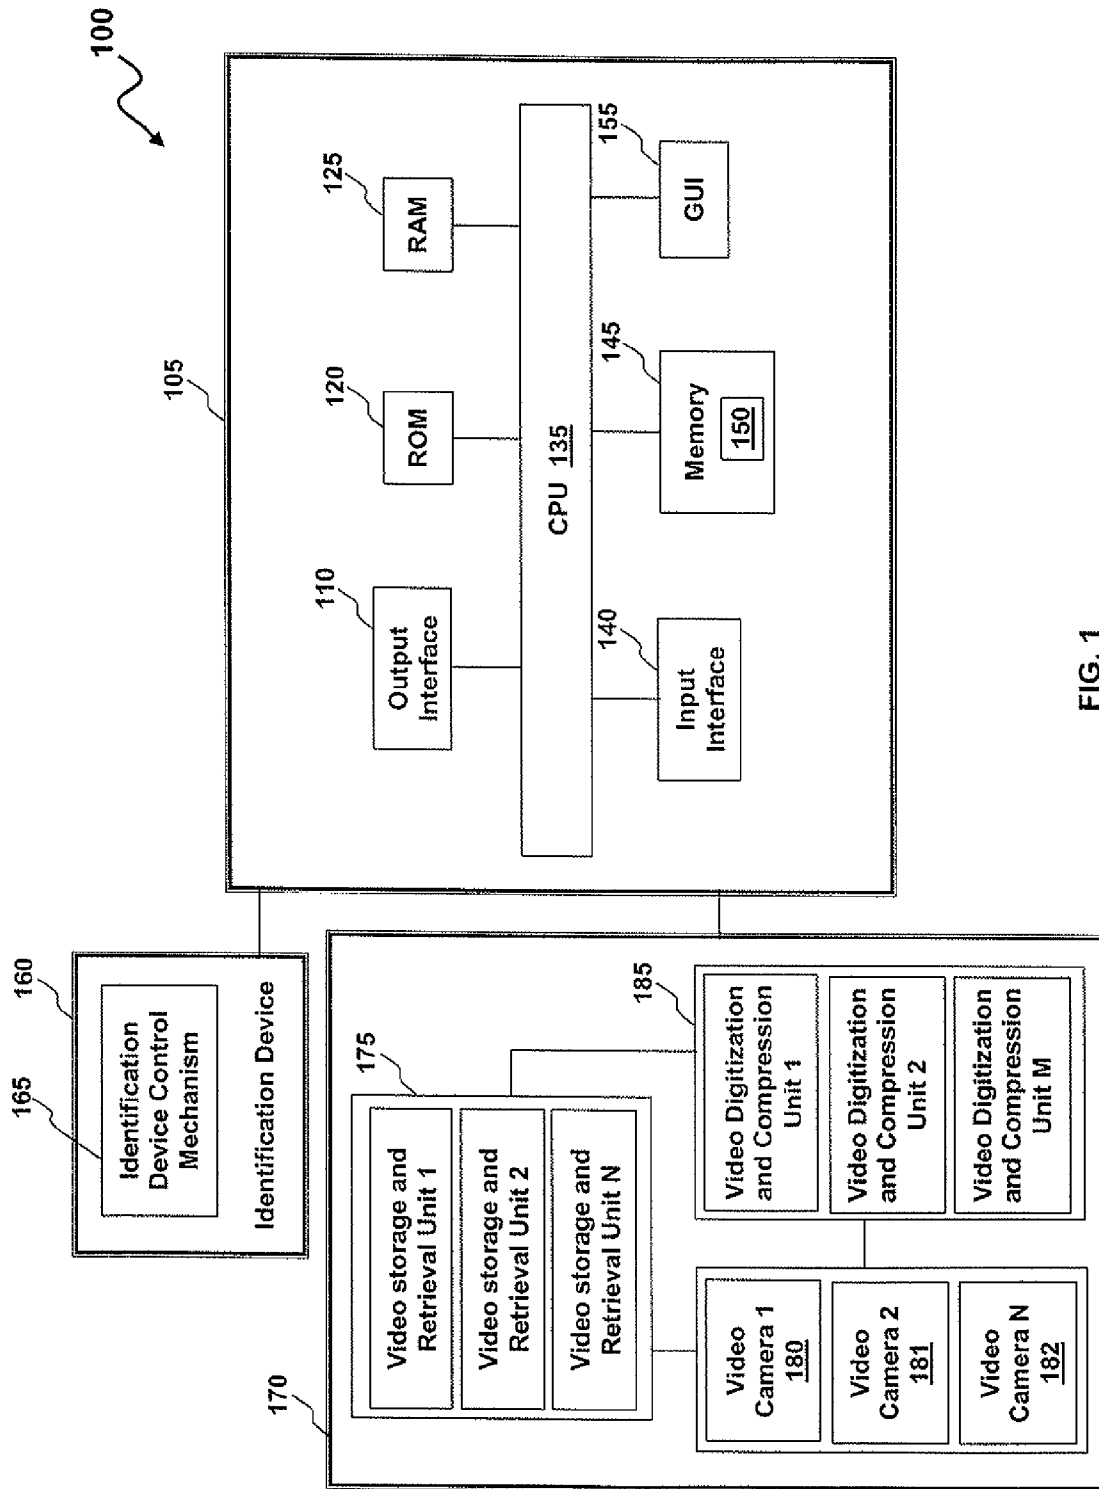 100
105
110
Output
Interface
120
ROM
125
RAM
CPU 135
140
Input
Interface
145
Memory
150
155
GUI
160
165
Identification
Device Control
Mechanism
Identification Device
170
175
Video storage and
Retrieval Unit 1
Video storage and
Retrieval Unit 2
Video storage and
Retrieval Unit N
185
Video Digitization
and Compression
Unit 1
Video Digitization
and Compression
Unit 2
Video Digitization
and Compression
Unit M
Video
Camera 1
180
Video
Camera 2
181
Video
Camera N
182
FIG. 1